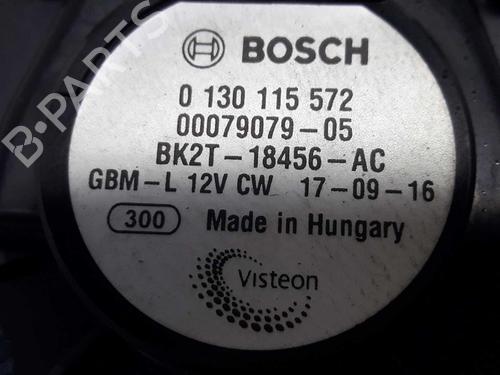 BOSCH
0 130 115 572
00079079-05
BK2T-18456-AC
GBM-L 12V CW 17-09-16
300 Made in Hungary
Visteon
B-PARTS